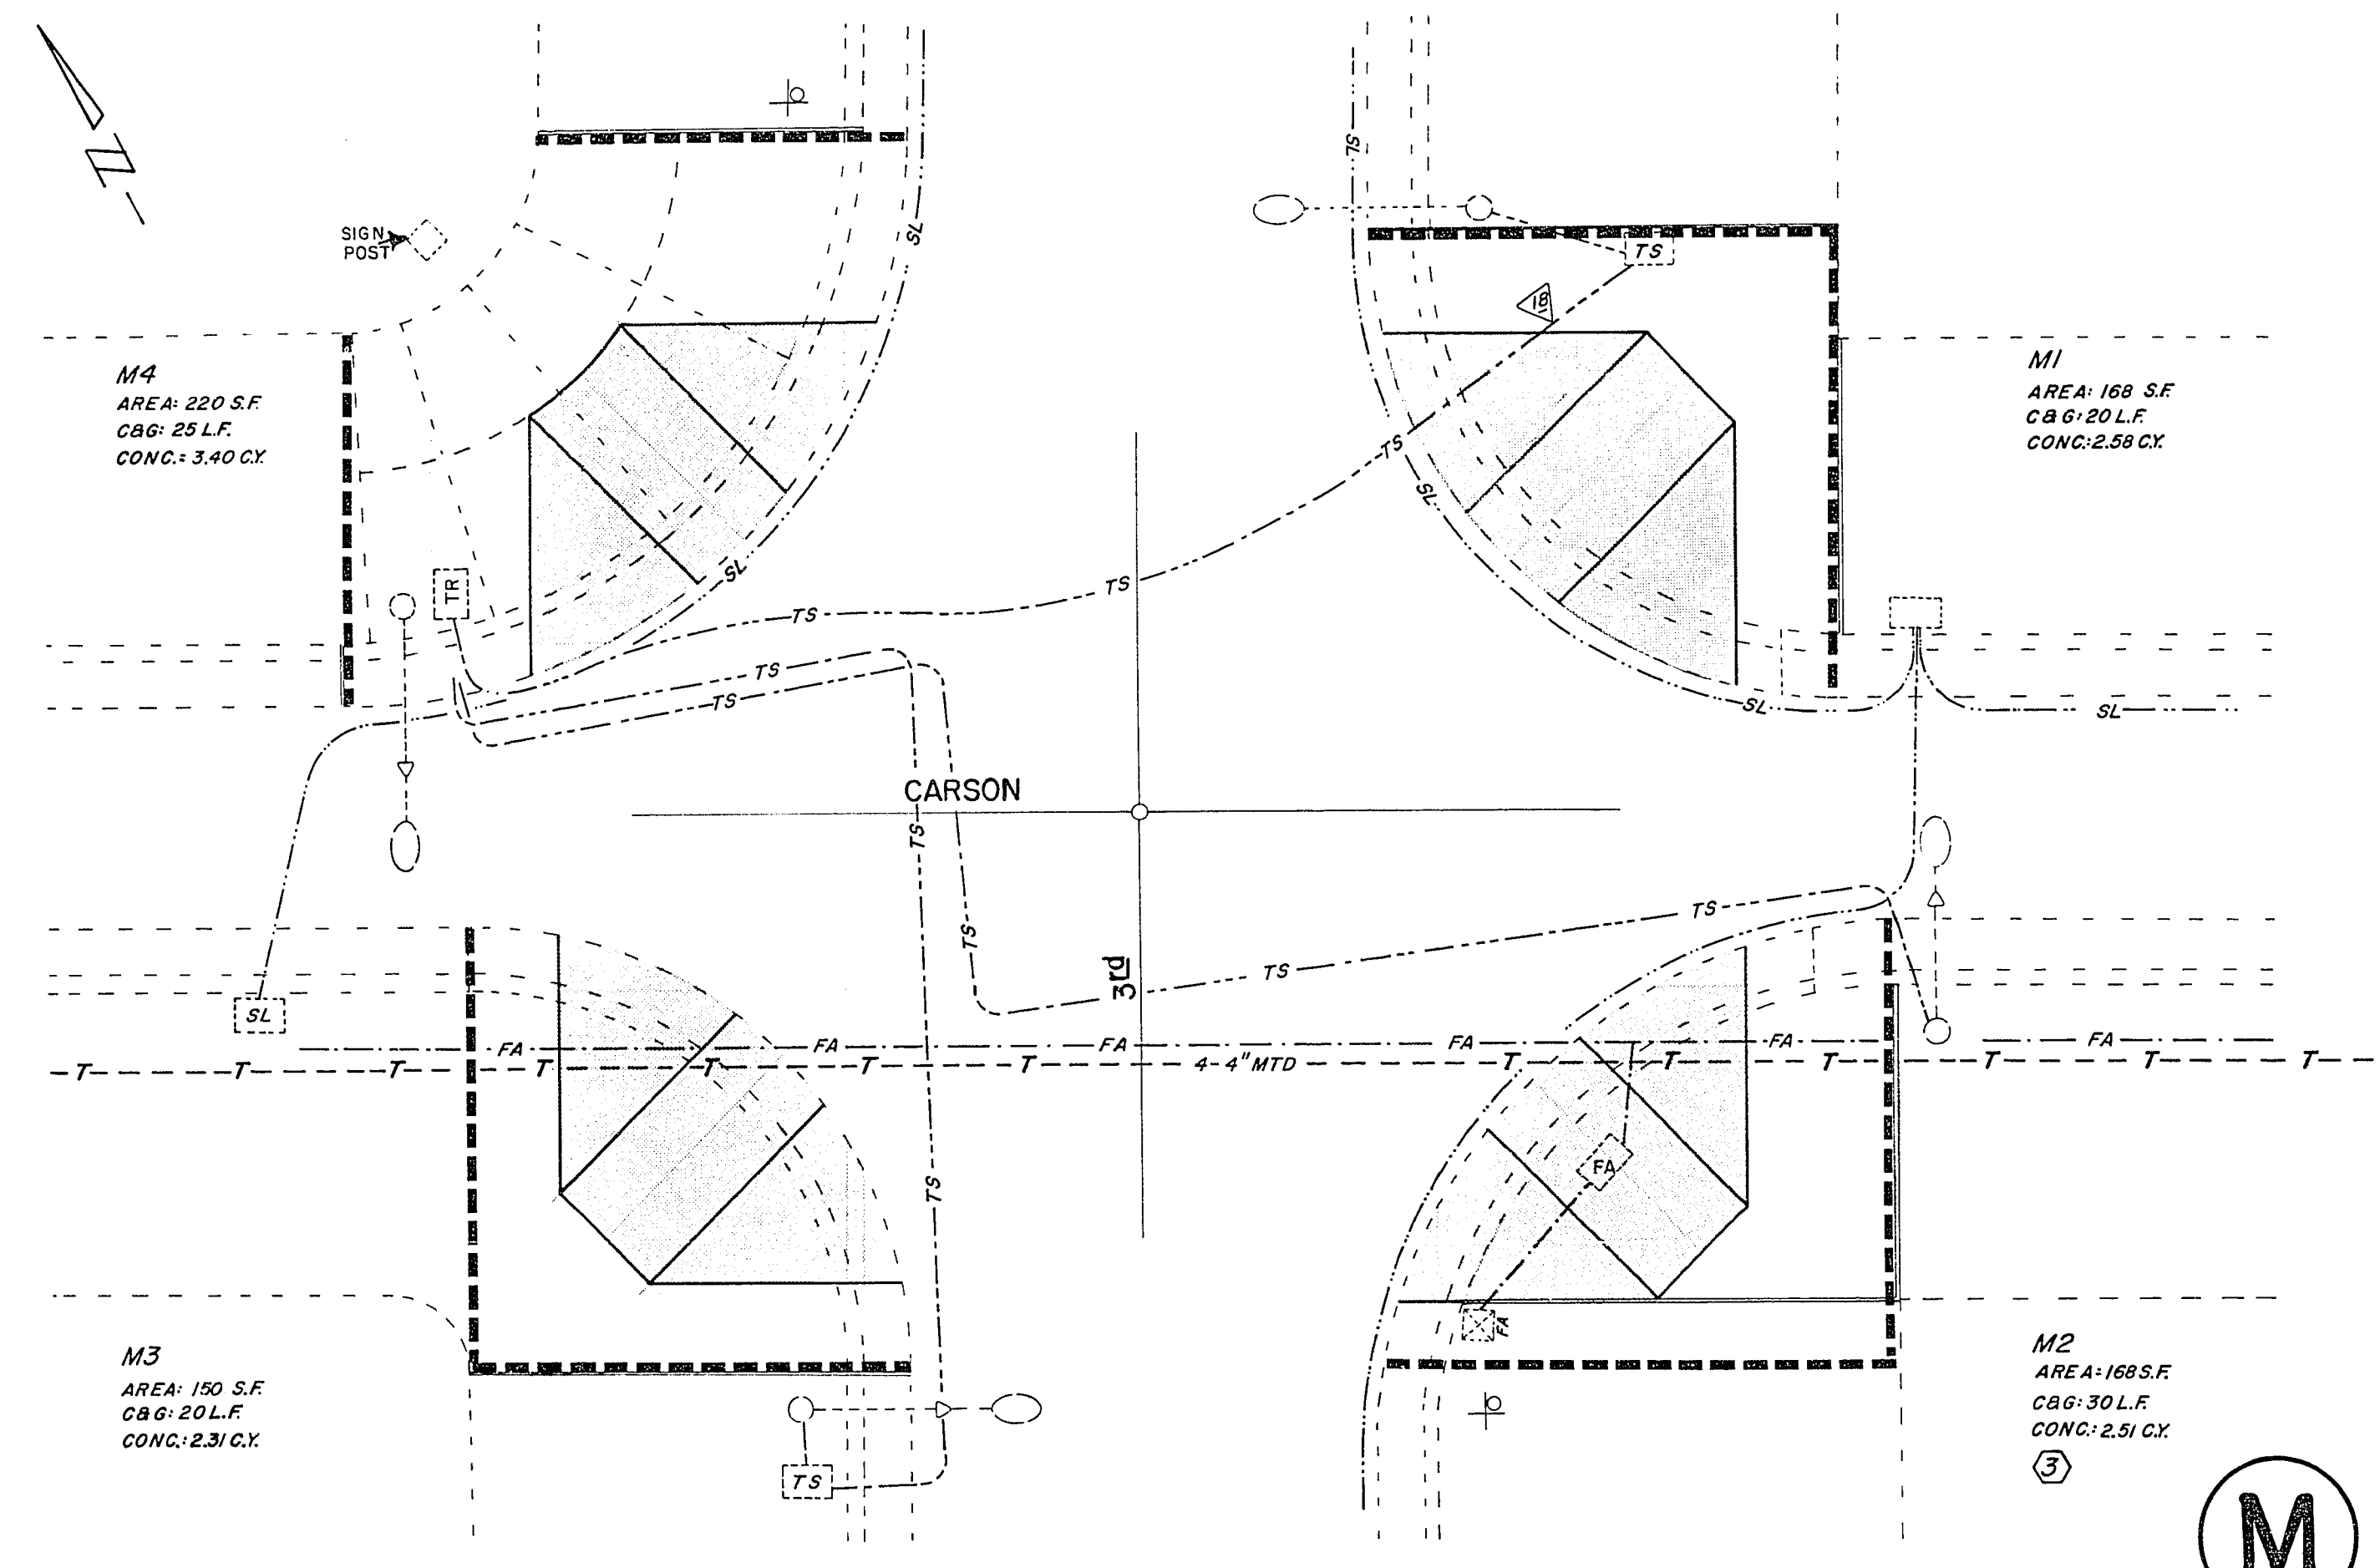 N
SIGN
POST
M4
AREA: 220 S.F.
C&G: 25 L.F.
CONC.: 3.40 C.Y.
SL
SL
TR
SL
TS
18
TS
SL
SL
SL
M1
AREA: 168 S.F.
C&G: 20 L.F.
CONC.: 2.58 C.Y.
TS
TS
TS
TS
CARSON
TS
TS
TS
TS
3rd
TS
SL
FA FA FA FA FA FA
T T T T T T T 4-4" MTD T T T T T T
TS
FA
FA
M3
AREA: 150 S.F.
C&G: 20 L.F.
CONC.: 2.31 C.Y.
TS
M2
AREA: 168 S.F.
C&G: 30 L.F.
CONC.: 2.51 C.Y.
3
M